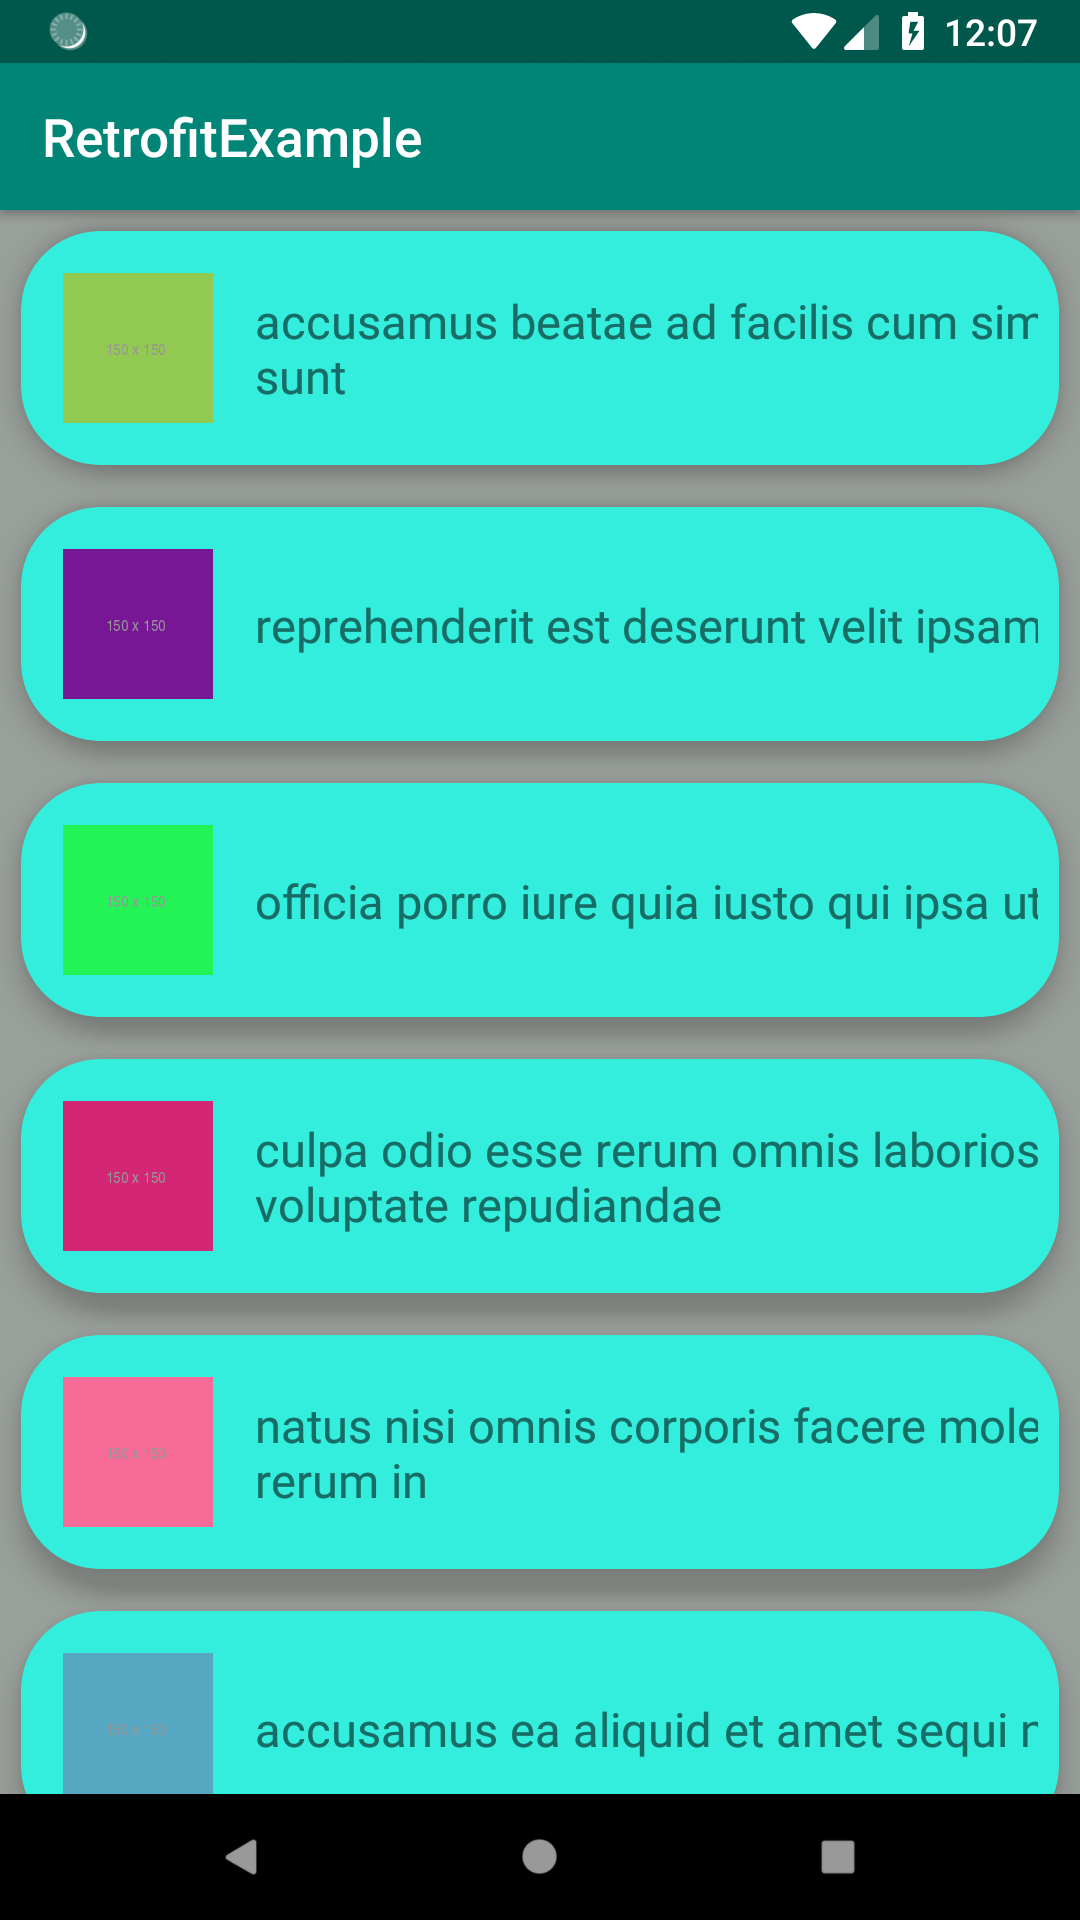 12:07
RetrofitExample
150 x 150
accusamus beatae ad facilis cum
sunt
150 x 150
reprehenderit est deserunt velit ipsam
150 x 150
officia porro iure quia iusto qui ipsa ut
150 x 150
culpa odio esse rerum omnis laborios
voluptate repudiandae
150 x 150
natus nisi omnis corporis facere mole
rerum in
150 x 150
accusamus ea aliquid et amet sequi